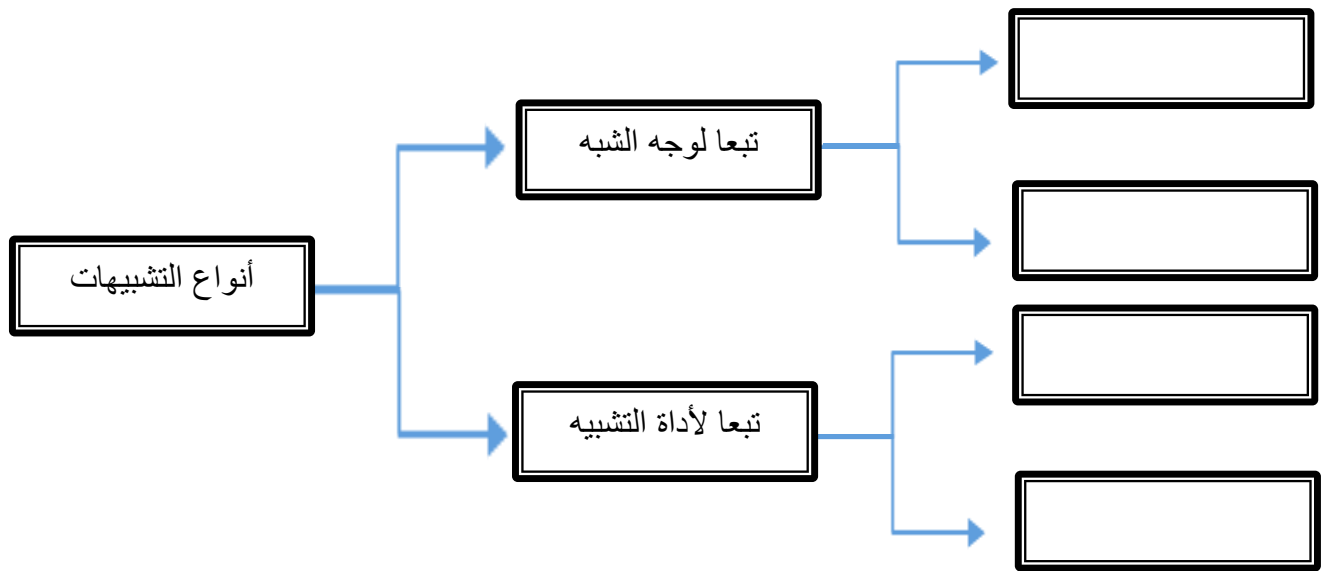 تبعا لوجه الشبه
أنواع التشبيهات
تبعا لأداة التشبيه